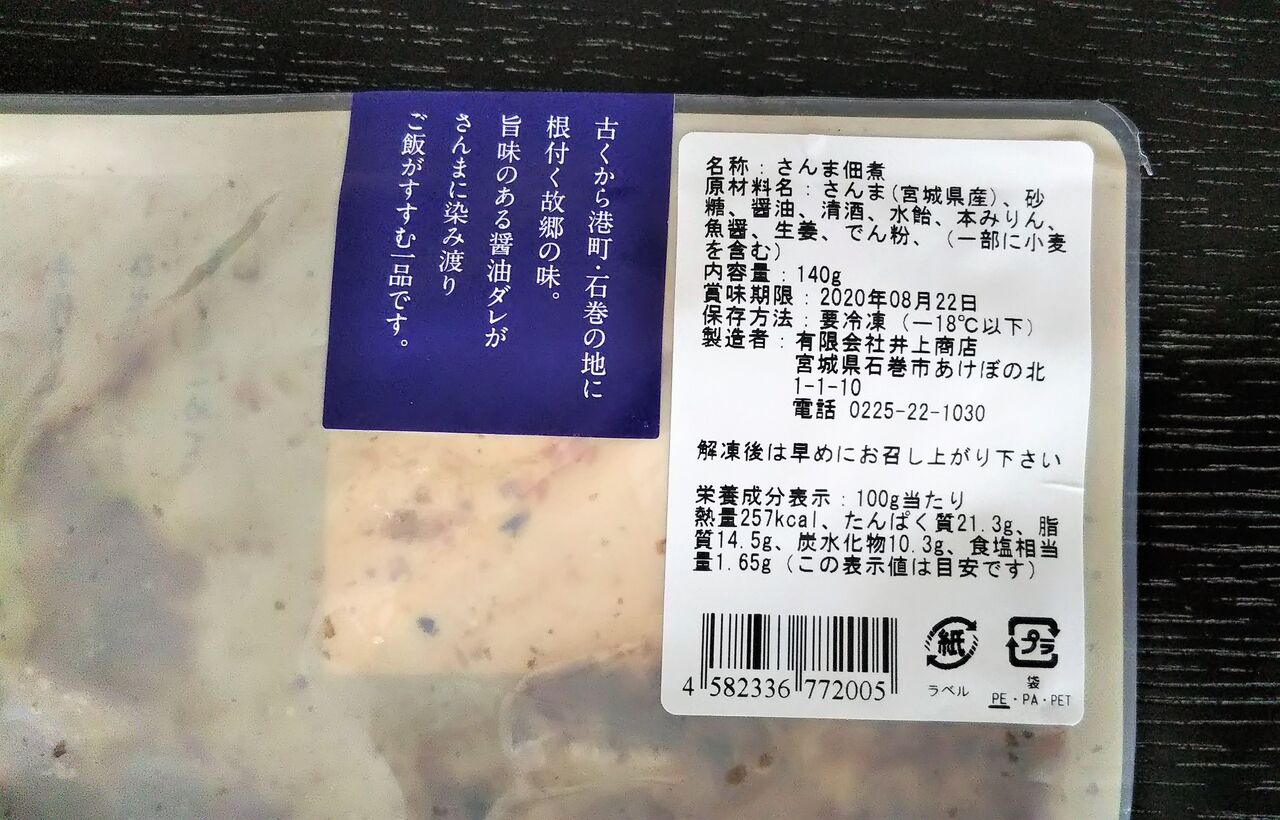 古くから港町・石巻の地に
根付く故郷の味。
旨味のある醤油ダレが
さんまに染み渡り
ご飯がすすむ一品です。
名称：さんま佃煮
原材料名：さんま(宮城県産)、砂
糖、醤油、清酒、水飴、本みりん、
魚醤、生姜、でん粉、（一部に小麦
を含む)
内容量：140g
賞味期限：2020年08月22日
保存方法：要冷凍（—18℃以下）
製造者：有限会社井上商店
宮城県石巻市あけぼの北
1-1-10
電話 0225-22-1030
解凍後は早めにお召し上がり下さい
栄養成分表示：100g当たり
熱量257kcal、たんぱく質21.3g、脂
質14.5g、炭水化物10.3g、食塩相当
量1.65g（この表示値は目安です）
4 582336 772005
紙
ラベル
プラ
袋
PE・PA・PET